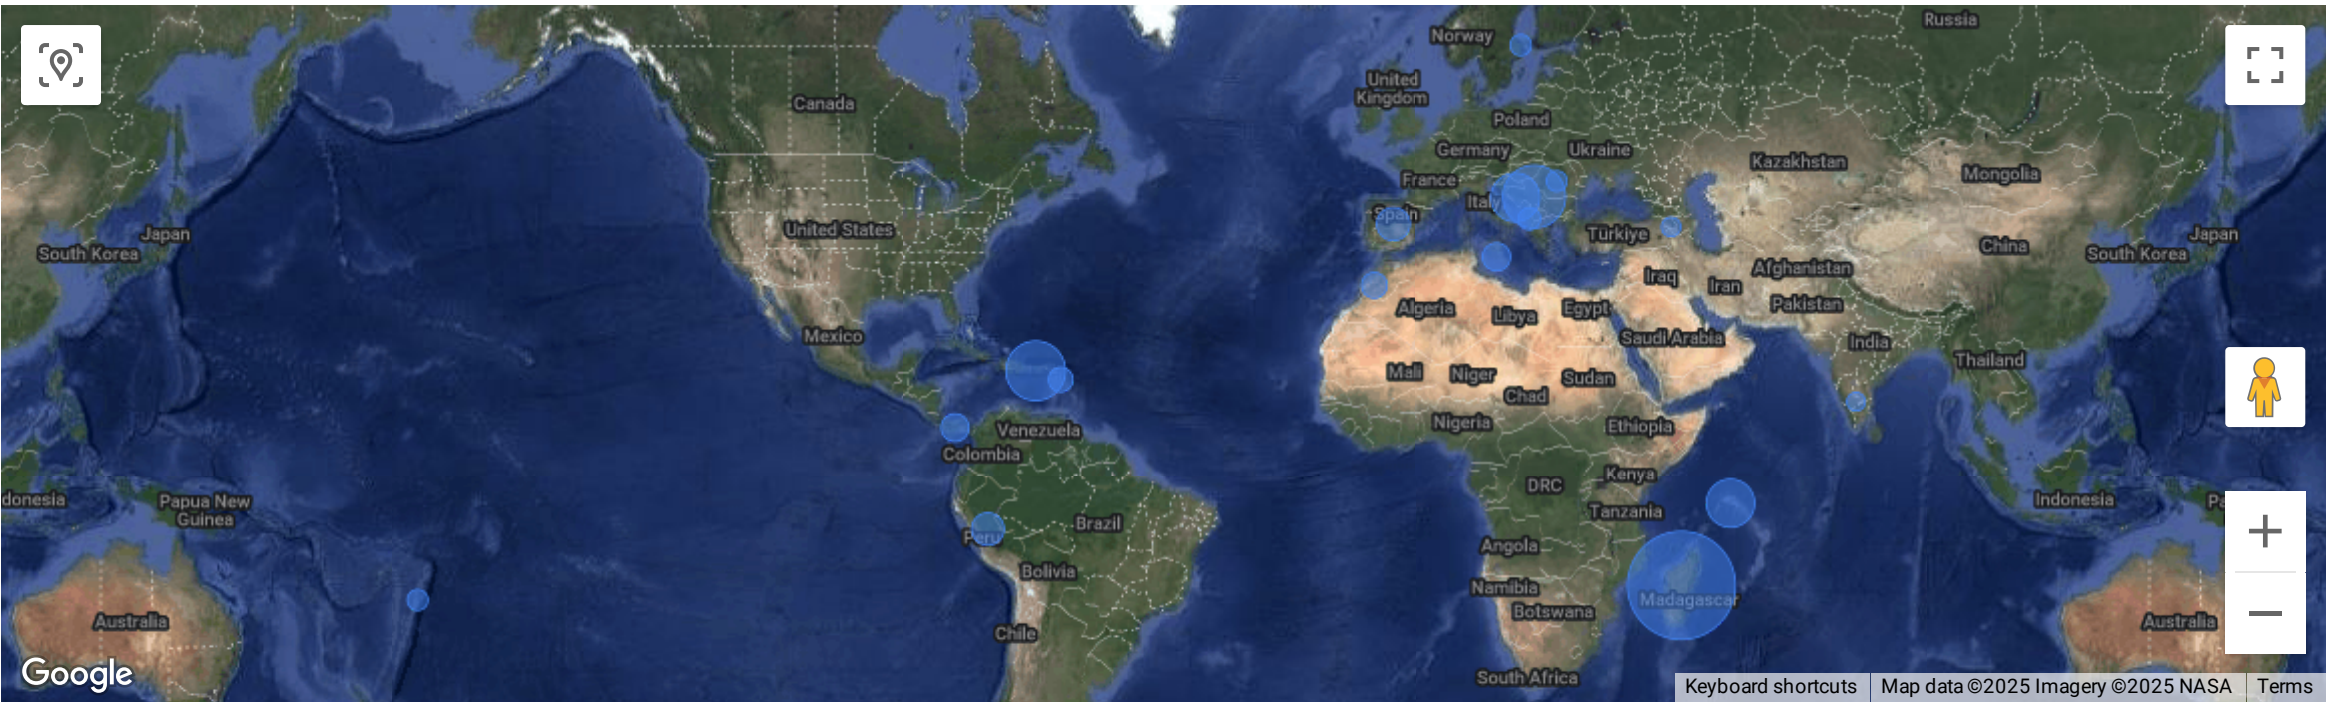 Russia
Norway
United
Kingdom
Canada
Poland
Germany
Ukraine
Kazakhstan
France
Mongolia
Italy
Spain
Japan
United States
Türkiye
Japan
South Korea
China
South Korea
Iraq
Afghanistan
Iran
Algeria
Libya
Egypt
Pakistan
Mexico
Saudi Arabia
India
Thailand
Mali
Niger
Sudan
Chad
Nigeria
Ethiopia
Venezuela
Colombia
Kenya
DRC
donesia
Papua New
Guinea
Indonesia
Pa
Tanzania
Brazil
Peru
Angola
Bolivia
Namibia
Madagascar
Botswana
Australia
Australia
Chile
South Africa
Google
Keyboard shortcuts
Map data ©2025 Imagery ©2025 NASA
Terms